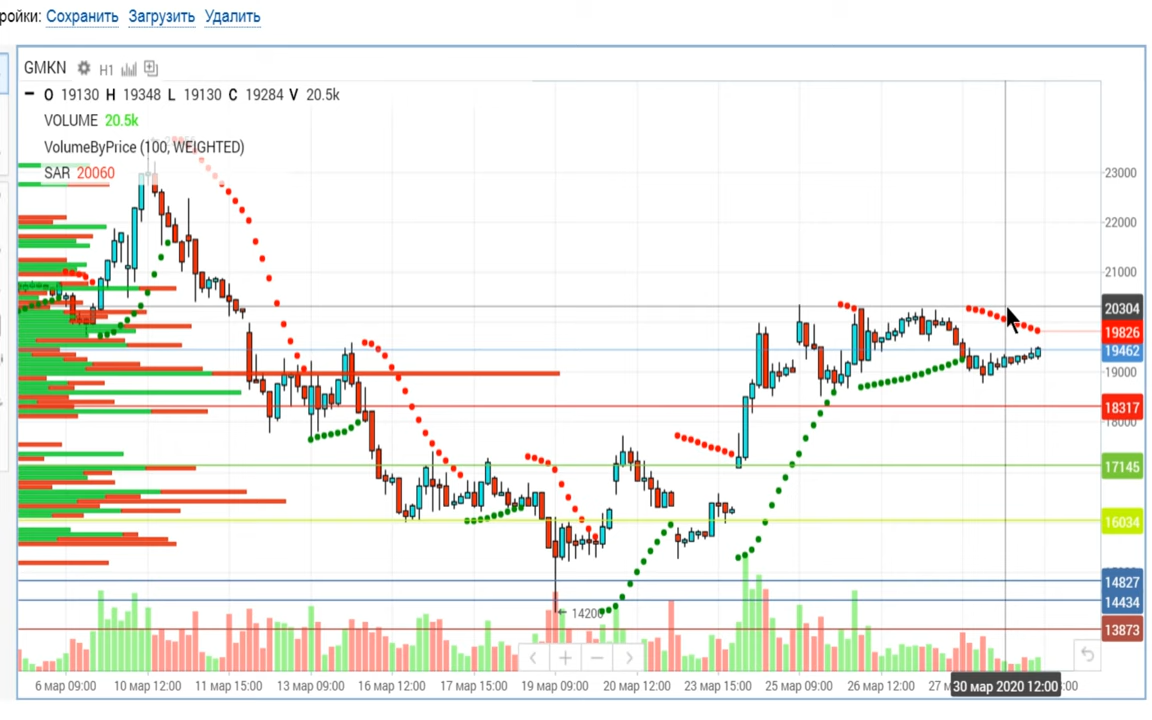 ройки: Сохранить Загрузить Удалить
GMKN H1
O 19130 H 19348 L 19130 C 19284 V 20.5k
VOLUME 20.5k
VolumeByPrice (100, WEIGHTED)
SAR 20060
23000
22000
21000
20304
19826
19462
19000
18317
18000
17145
16034
14827
14434
← 14200
13873
6 мар 09:00 10 мар 12:00 11 мар 15:00 13 мар 09:00 16 мар 12:00 17 мар 15:00 19 мар 09:00 20 мар 12:00 23 мар 15:00 25 мар 09:00 26 мар 12:00 27 м 30 мар 2020 12:00 :00